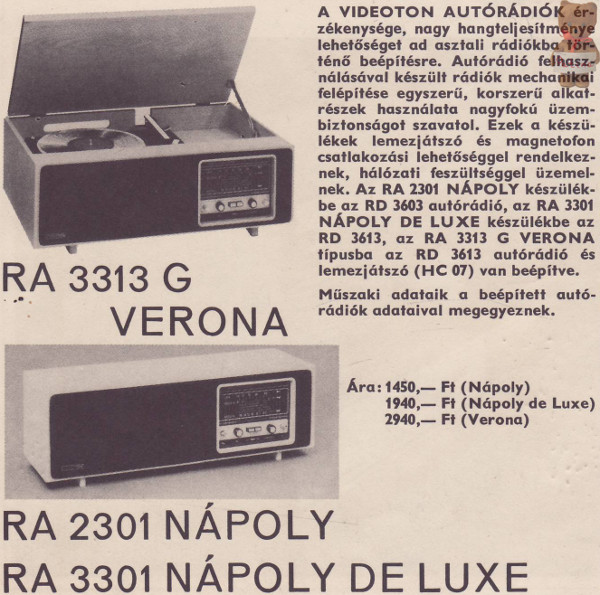 A VIDEOTON AUTÓRÁDIÓK ér-
zékenysége, nagy hangteljesítménye
lehetőséget ad asztali rádiókba tör-
ténő beépítésre. Autórádió felhasz-
nálásával készült rádiók mechanikai
felépítése egyszerű, korszerű alkat-
részek használata nagyfokú üzem-
biztonságot szavatol. Ezek a készü-
lékek lemezjátszó és magnetofon
csatlakozási lehetőséggel rendelkez-
nek, hálózati feszültséggel üzemel-
nek. Az RA 2301 NÁPOLY készülék-
be az RD 3603 autórádió, az RA 3301
NÁPOLY DE LUXE készülékbe az
RD 3613, az RA 3313 G VERONA
típusba az RD 3613 autórádió és
lemezjátszó (HC 07) van beépítve.
Műszaki adataik a beépített autó-
rádiók adataival megegyeznek.
RA 3313 G
VERONA
Ára: 1450,— Ft (Nápoly)
1940,— Ft (Nápoly de Luxe)
2940,— Ft (Verona)
RA 2301 NÁPOLY
RA 3301 NÁPOLY DE LUXE